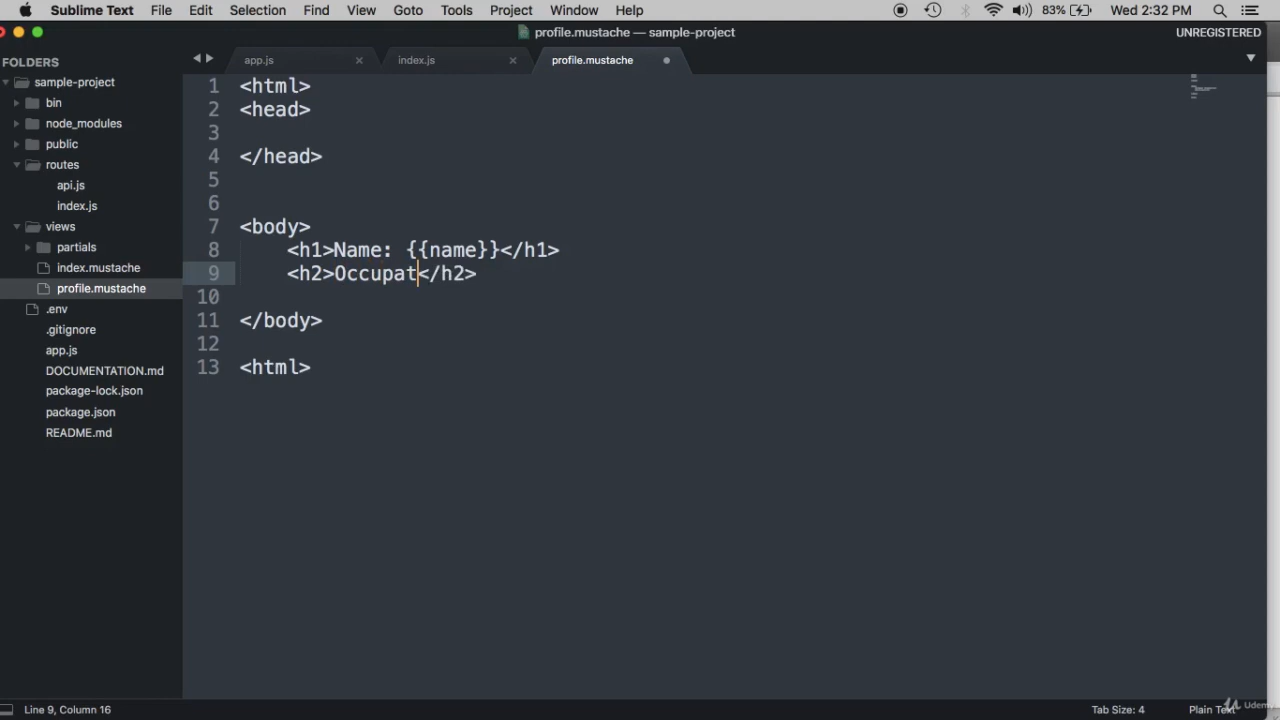 Sublime Text File Edit Selection Find View Goto Tools Project Window Help 83% Wed 2:32 PM
profile.mustache — sample-project UNREGISTERED
FOLDERS
sample-project
bin
node_modules
public
routes
api.js
index.js
views
partials
index.mustache
profile.mustache
.env
.gitignore
app.js
DOCUMENTATION.md
package-lock.json
package.json
README.md
app.js × index.js × profile.mustache
1 <html>
2 <head>
3
4 </head>
5
6
7 <body>
8 <h1>Name: {{name}}</h1>
9 <h2>Occupat</h2>
10
11 </body>
12
13 <html>
Line 9, Column 16 Tab Size: 4 Plain Text
Udemy